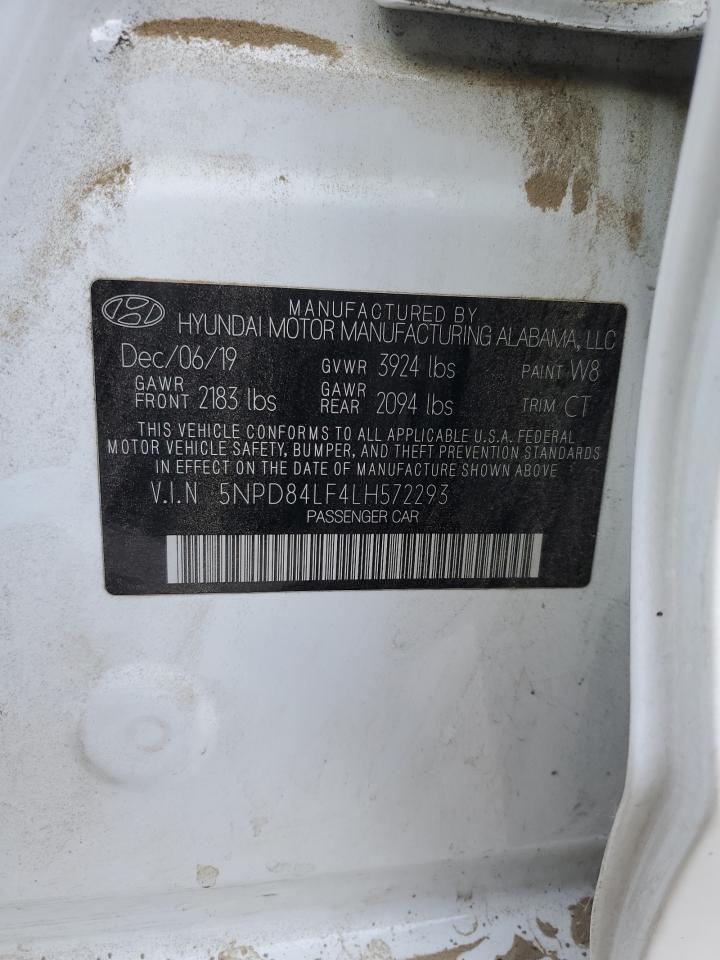 MANUFACTURED BY
HYUNDAI MOTOR MANUFACTURING ALABAMA, LLC
Dec/06/19 GVWR 3924 lbs PAINT W8
GAWR FRONT 2183 lbs GAWR REAR 2094 lbs TRIM CT
THIS VEHICLE CONFORMS TO ALL APPLICABLE U.S.A. FEDERAL
MOTOR VEHICLE SAFETY, BUMPER, AND THEFT PREVENTION STANDARDS
IN EFFECT ON THE DATE OF MANUFACTURE SHOWN ABOVE
V.I.N 5NPD84LF4LH572293
PASSENGER CAR